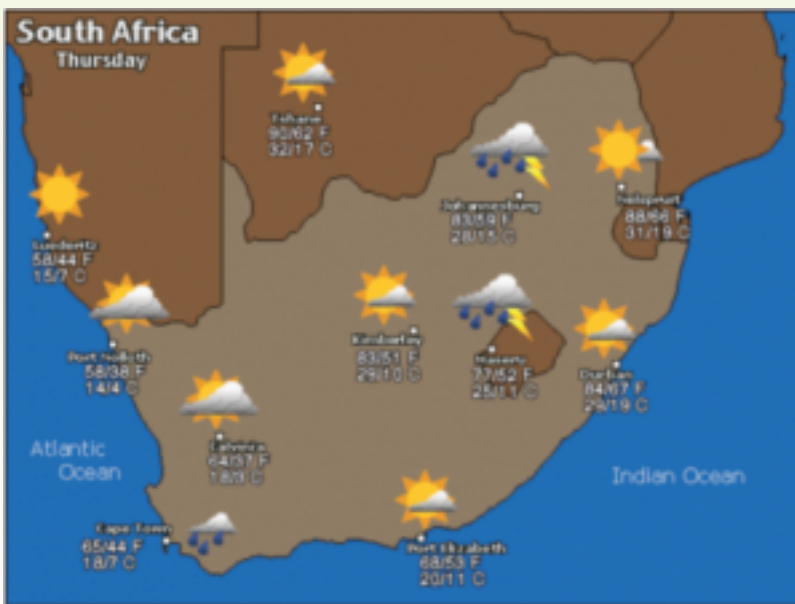 South Africa
Thursday
Tshane
90/62 F
32/17 C
Johannesburg
83/59 F
28/15 C
Nelspruit
88/66 F
31/19 C
Luederitz
58/44 F
15/7 C
Port Nolloth
58/38 F
14/4 C
Kimberley
83/51 F
29/10 C
Maseru
77/52 F
25/11 C
Durban
84/67 F
29/19 C
Calvinia
64/37 F
18/3 C
Atlantic
Ocean
Indian Ocean
Cape Town
65/44 F
18/7 C
Port Elizabeth
68/53 F
20/11 C